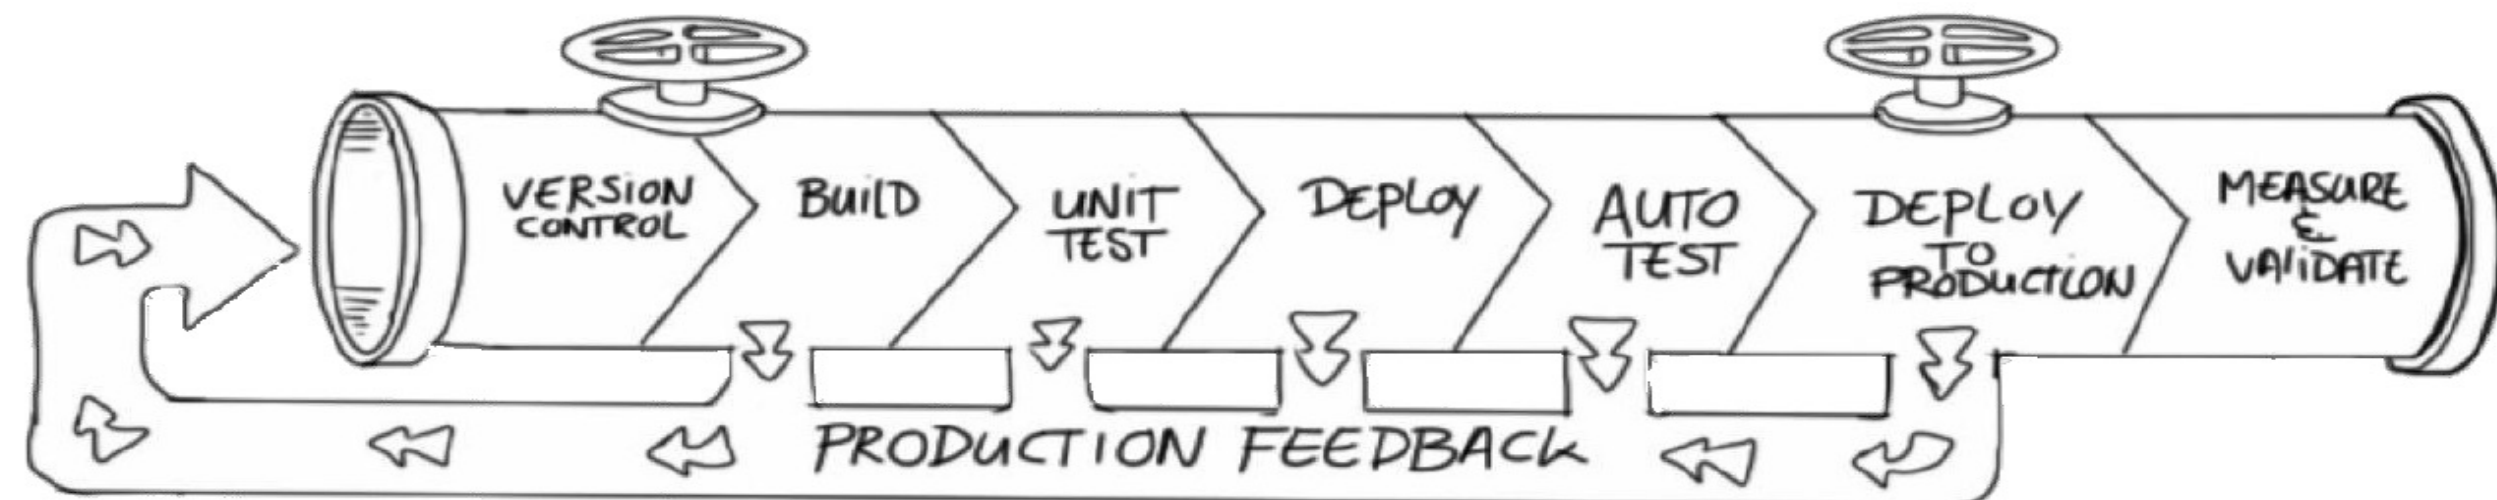 VERSION
CONTROL
BUILD
UNIT
TEST
DEPLOY
AUTO
TEST
DEPLOY
TO
PRODUCTION
MEASURE
&
VALIDATE
PRODUCTION FEEDBACK